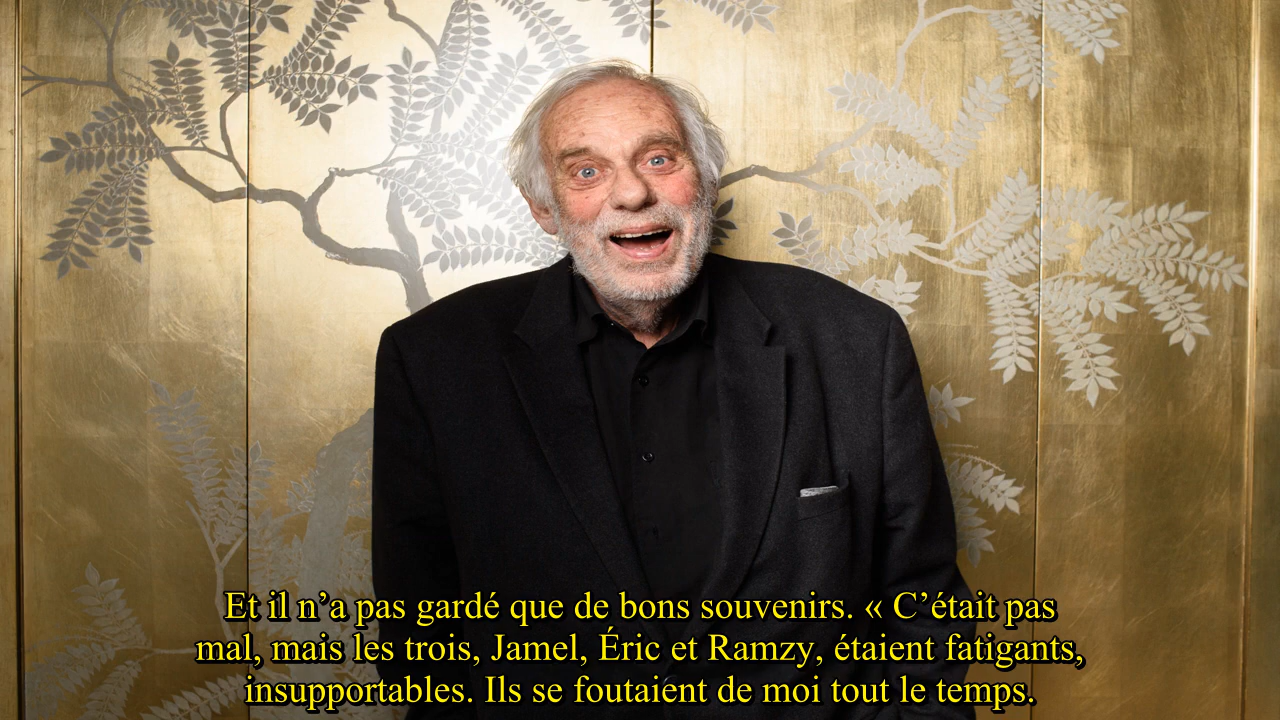 Et il n’a pas gardé que de bons souvenirs. « C’était pas
mal, mais les trois, Jamel, Éric et Ramzy, étaient fatigants,
insupportables. Ils se foutaient de moi tout le temps.